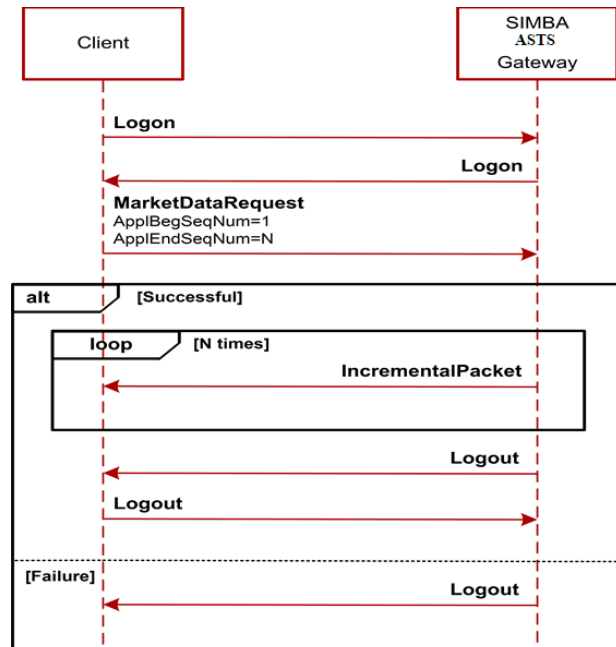 Client
SIMBA
ASTS
Gateway
Logon
Logon
MarketDataRequest
ApplBegSeqNum=1
ApplEndSeqNum=N
alt
[Successful]
loop
[N times]
IncrementalPacket
Logout
Logout
[Failure]
Logout